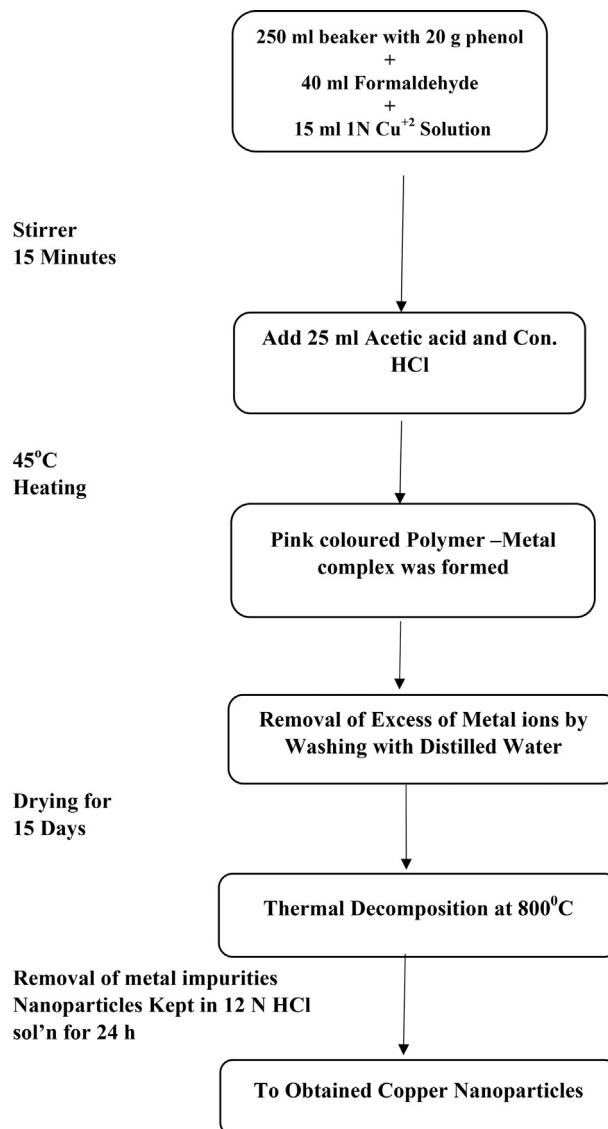 250 ml beaker with 20 g phenol
+
40 ml Formaldehyde
+
15 ml 1N Cu⁺² Solution
Stirrer
15 Minutes
Add 25 ml Acetic acid and Con.
HCl
45°C
Heating
Pink coloured Polymer –Metal
complex was formed
Removal of Excess of Metal ions by
Washing with Distilled Water
Drying for
15 Days
Thermal Decomposition at 800⁰C
Removal of metal impurities
Nanoparticles Kept in 12 N HCl
sol’n for 24 h
To Obtained Copper Nanoparticles